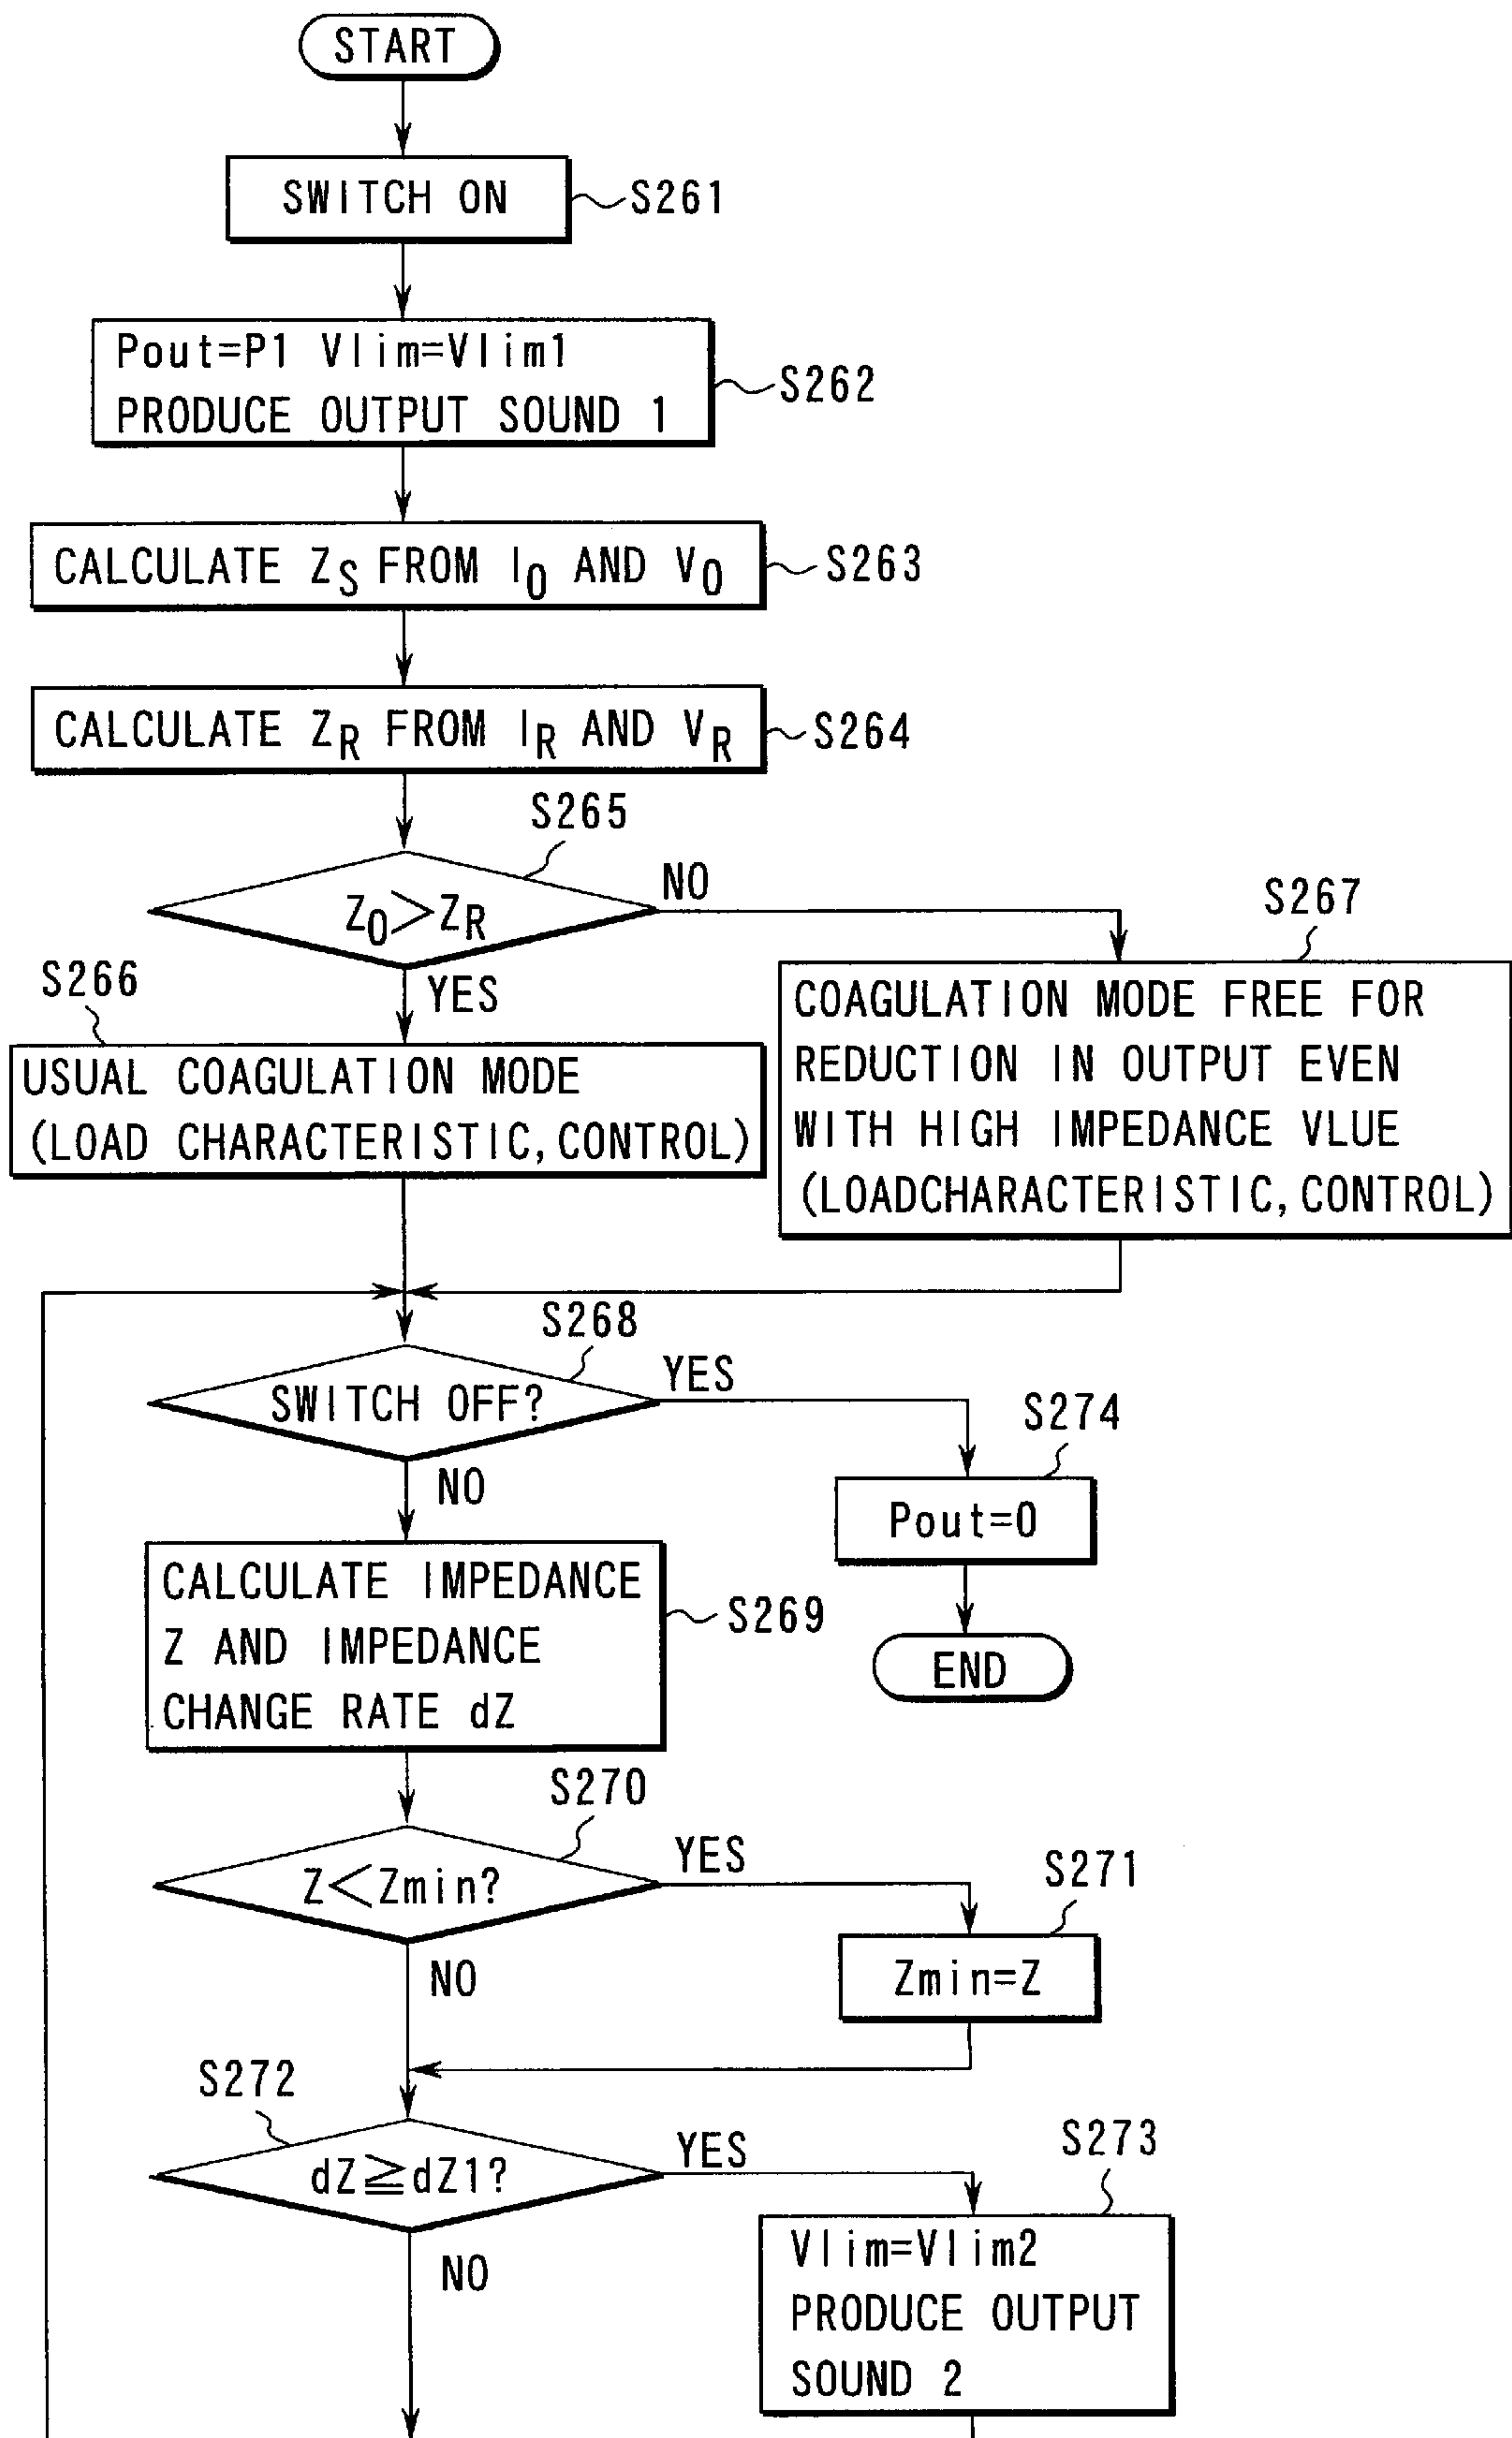 START
SWITCH ON
S261
Pout=P1 Vlim=Vlim1
PRODUCE OUTPUT SOUND 1
S262
CALCULATE ZS FROM I0 AND V0
S263
CALCULATE ZR FROM IR AND VR
S264
S265
Z0>ZR
NO
YES
S266
USUAL COAGULATION MODE
(LOAD CHARACTERISTIC,CONTROL)
S267
COAGULATION MODE FREE FOR
REDUCTION IN OUTPUT EVEN
WITH HIGH IMPEDANCE VLUE
(LOADCHARACTERISTIC,CONTROL)
S268
SWITCH OFF?
YES
NO
S274
Pout=0
END
CALCULATE IMPEDANCE
Z AND IMPEDANCE
CHANGE RATE dZ
S269
S270
Z<Zmin?
YES
NO
S271
Zmin=Z
S272
dZ≧dZ1?
YES
NO
S273
Vlim=Vlim2
PRODUCE OUTPUT
SOUND 2